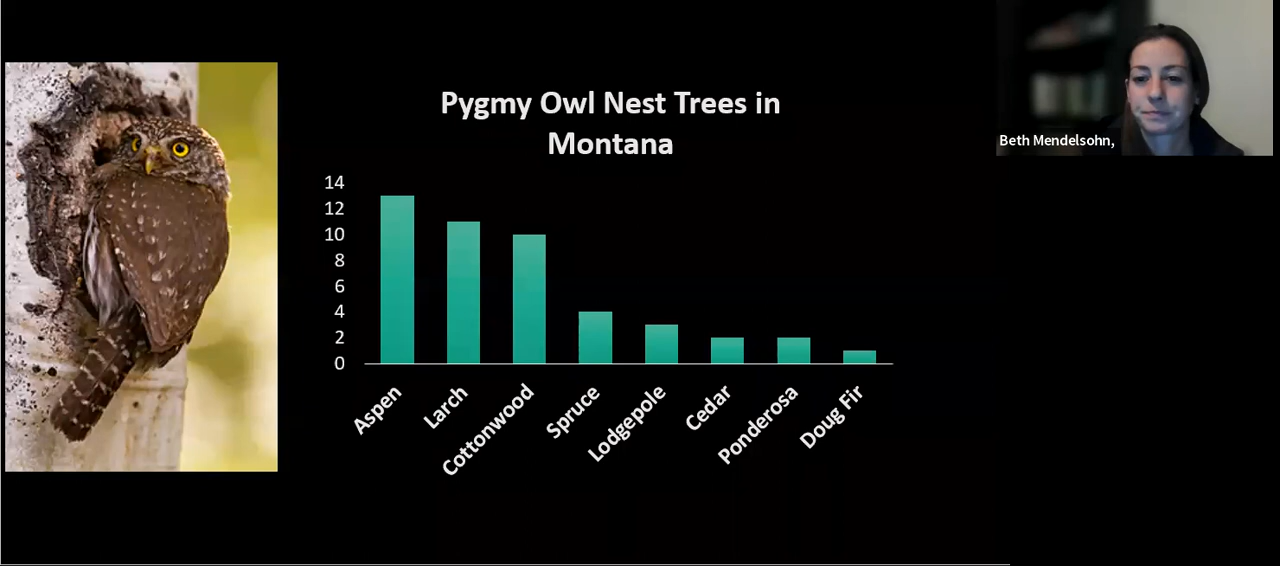 Pygmy Owl Nest Trees in
Montana
14
12
10
8
6
4
2
0
Aspen
Larch
Cottonwood
Spruce
Lodgepole
Cedar
Ponderosa
Doug Fir
Beth Mendelsohn,